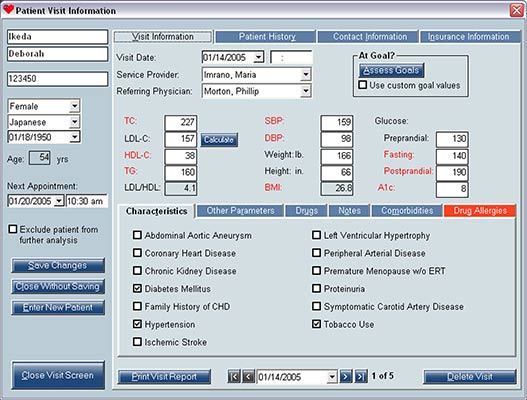 Patient Visit Information
Ikeda
Deborah
123450
Female
Japanese
01/18/1950
Age: 54 yrs
Next Appointment:
01/20/2005 10:30 am
Exclude patient from
further analysis
Save Changes
Close Without Saving
Enter New Patient
Close Visit Screen
Visit Information Patient History Contact Information Insurance Information
Visit Date: 01/14/2005 :
Service Provider: Imrano, Maria
Referring Physician: Morton, Phillip
At Goal?
Assess Goals
Use custom goal values
TC: 227 SBP: 159 Glucose:
LDL-C: 157 Calculate DBP: 98 Preprandial: 130
HDL-C: 38 Weight: lb. 166 Fasting: 140
TG: 160 Height: in. 66 Postprandial: 190
LDL/HDL: 4.1 BMI: 26.8 A1c: 8
Characteristics Other Parameters Drugs Notes Comorbidities Drug Allergies
Abdominal Aortic Aneurysm Left Ventricular Hypertrophy
Coronary Heart Disease Peripheral Arterial Disease
Chronic Kidney Disease Premature Menopause w/o ERT
Diabetes Mellitus Proteinuria
Family History of CHD Symptomatic Carotid Artery Disease
Hypertension Tobacco Use
Ischemic Stroke
Print Visit Report 01/14/2005 1 of 5 Delete Visit